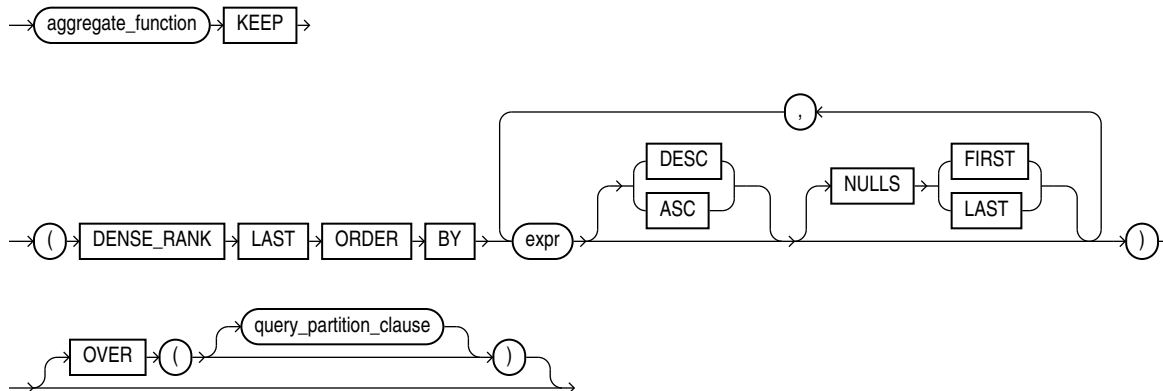 aggregate_function KEEP
,
DESC FIRST
NULLS
ASC LAST
( DENSE_RANK LAST ORDER BY expr )
query_partition_clause
OVER ( )